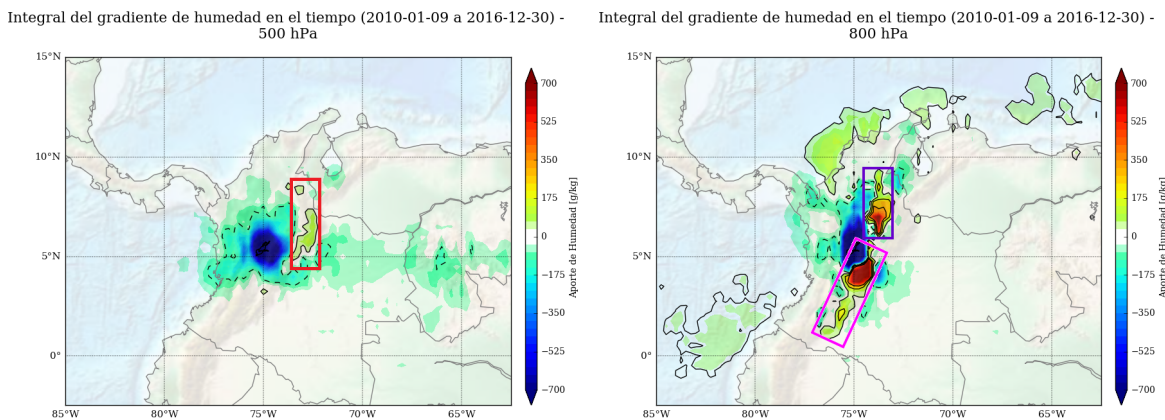 Integral del gradiente de humedad en el tiempo (2010-01-09 a 2016-12-30) -
500 hPa
15°N
10°N
5°N
0°
85°W
80°W
75°W
70°W
65°W
700
525
350
175
0
−175
−350
−525
−700
Aporte de Humedad [g/kg]
Integral del gradiente de humedad en el tiempo (2010-01-09 a 2016-12-30) -
800 hPa
15°N
10°N
5°N
0°
85°W
80°W
75°W
70°W
65°W
700
525
350
175
0
−175
−350
−525
−700
Aporte de Humedad [g/kg]